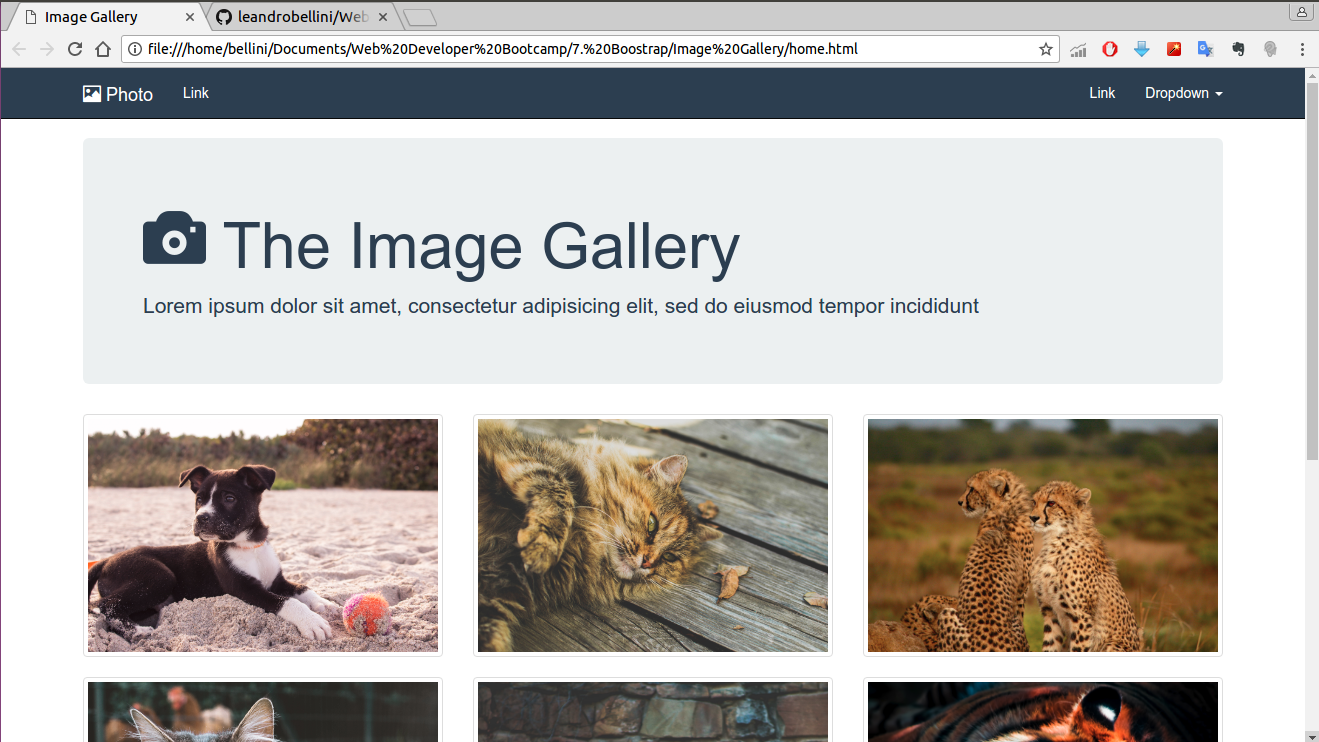 Image Gallery
leandrobellini/Web
file:///home/bellini/Documents/Web%20Developer%20Bootcamp/7.%20Boostrap/Image%20Gallery/home.html
Photo Link Link Dropdown
The Image Gallery
Lorem ipsum dolor sit amet, consectetur adipisicing elit, sed do eiusmod tempor incididunt